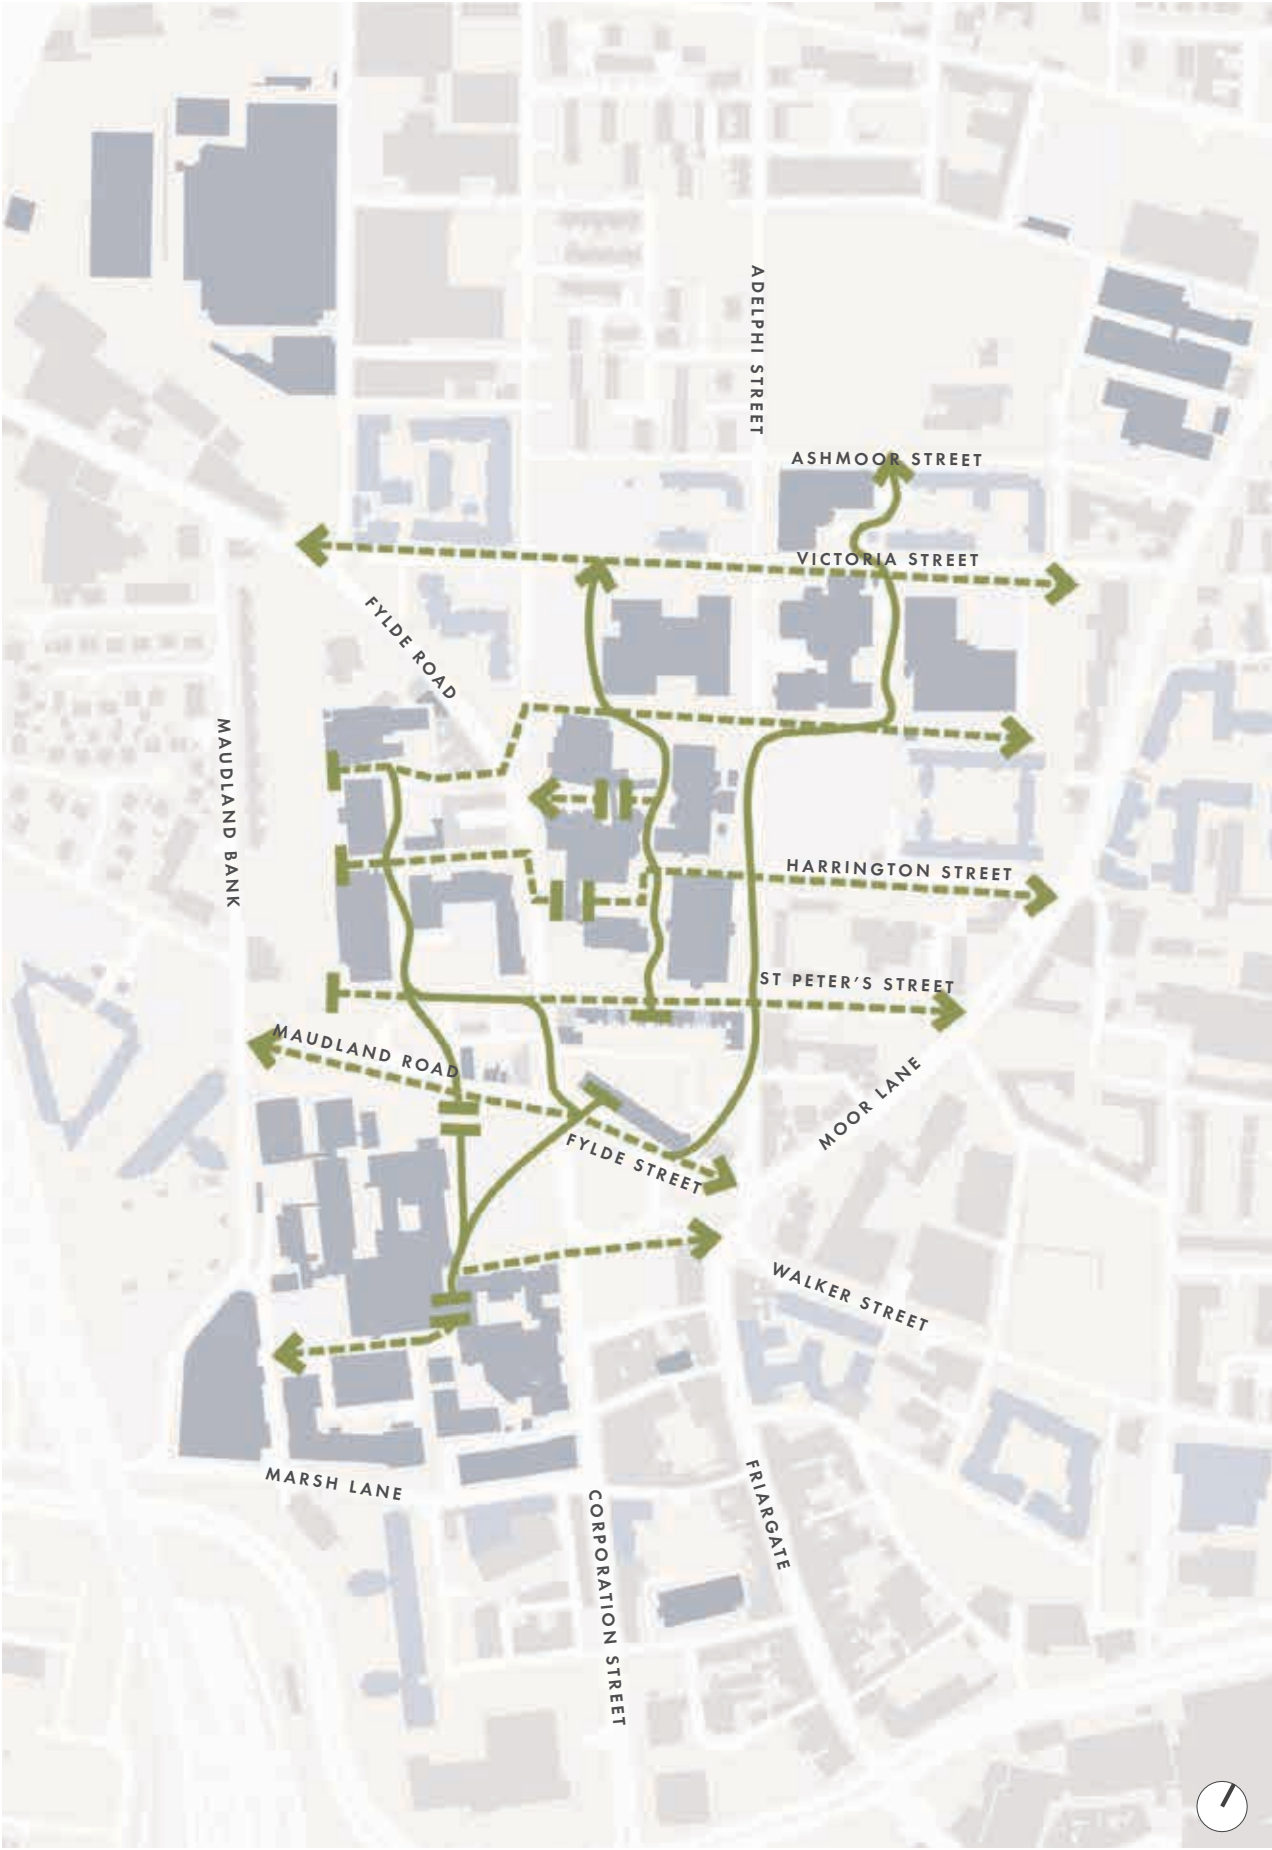 ADELPHI STREET
ASHMOOR STREET
VICTORIA STREET
FYLDE ROAD
MAUDLAND BANK
HARRINGTON STREET
ST PETER'S STREET
MAUDLAND ROAD
MOOR LANE
FYLDE STREET
WALKER STREET
MARSH LANE
FRIARGATE
CORPORATION STREET